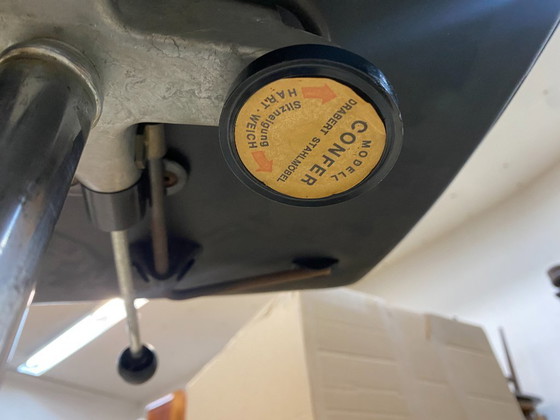 MODELL
CONFER
DRABERT STAHLMÖBEL
HART · WEICH
Sitzneigung